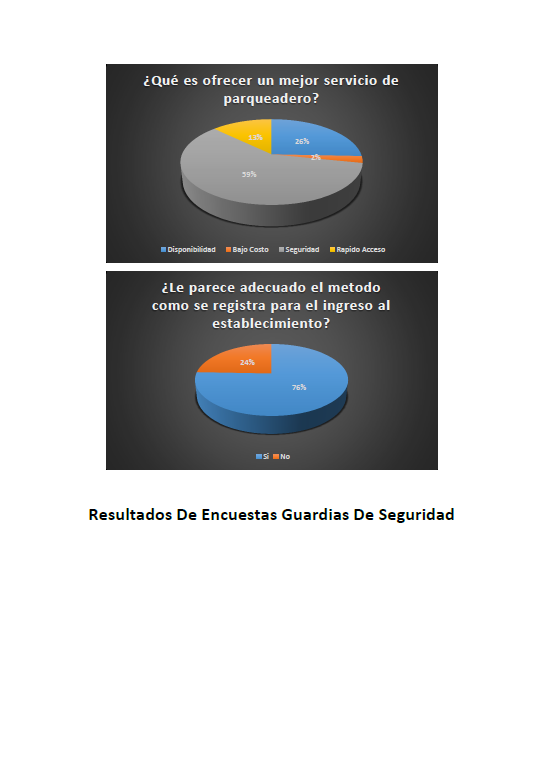 ¿Qué es ofrecer un mejor servicio de
parqueadero?
26%
2%
59%
13%
Disponibilidad Bajo Costo Seguridad Rapido Acceso
¿Le parece adecuado el metodo
como se registra para el ingreso al
establecimiento?
24%
76%
Si No
Resultados De Encuestas Guardias De Seguridad